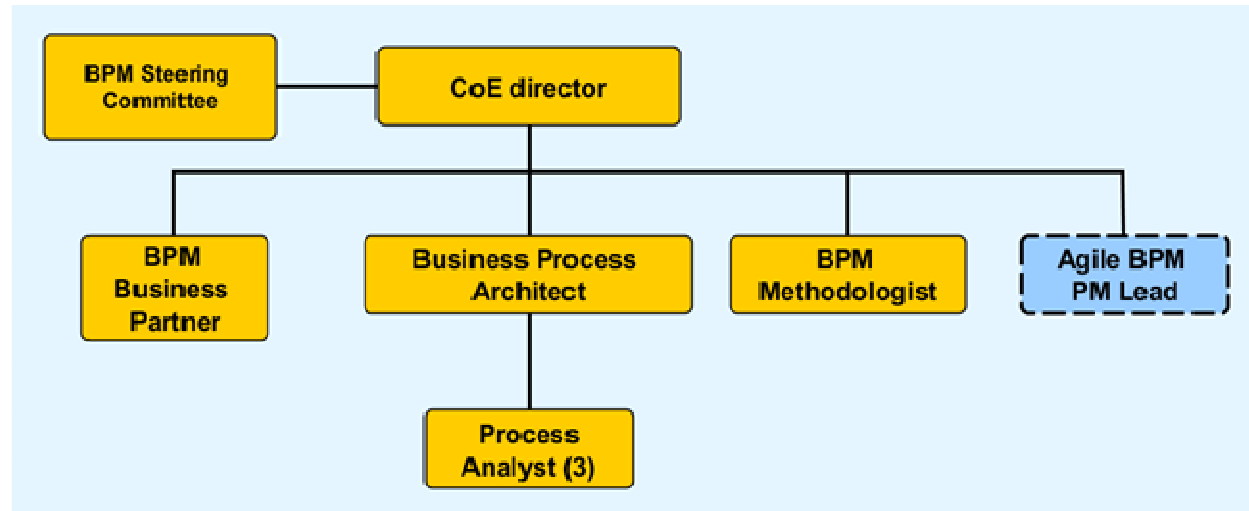 BPM Steering
Committee
CoE director
BPM
Business
Partner
Business Process
Architect
BPM
Methodologist
Agile BPM
PM Lead
Process
Analyst (3)